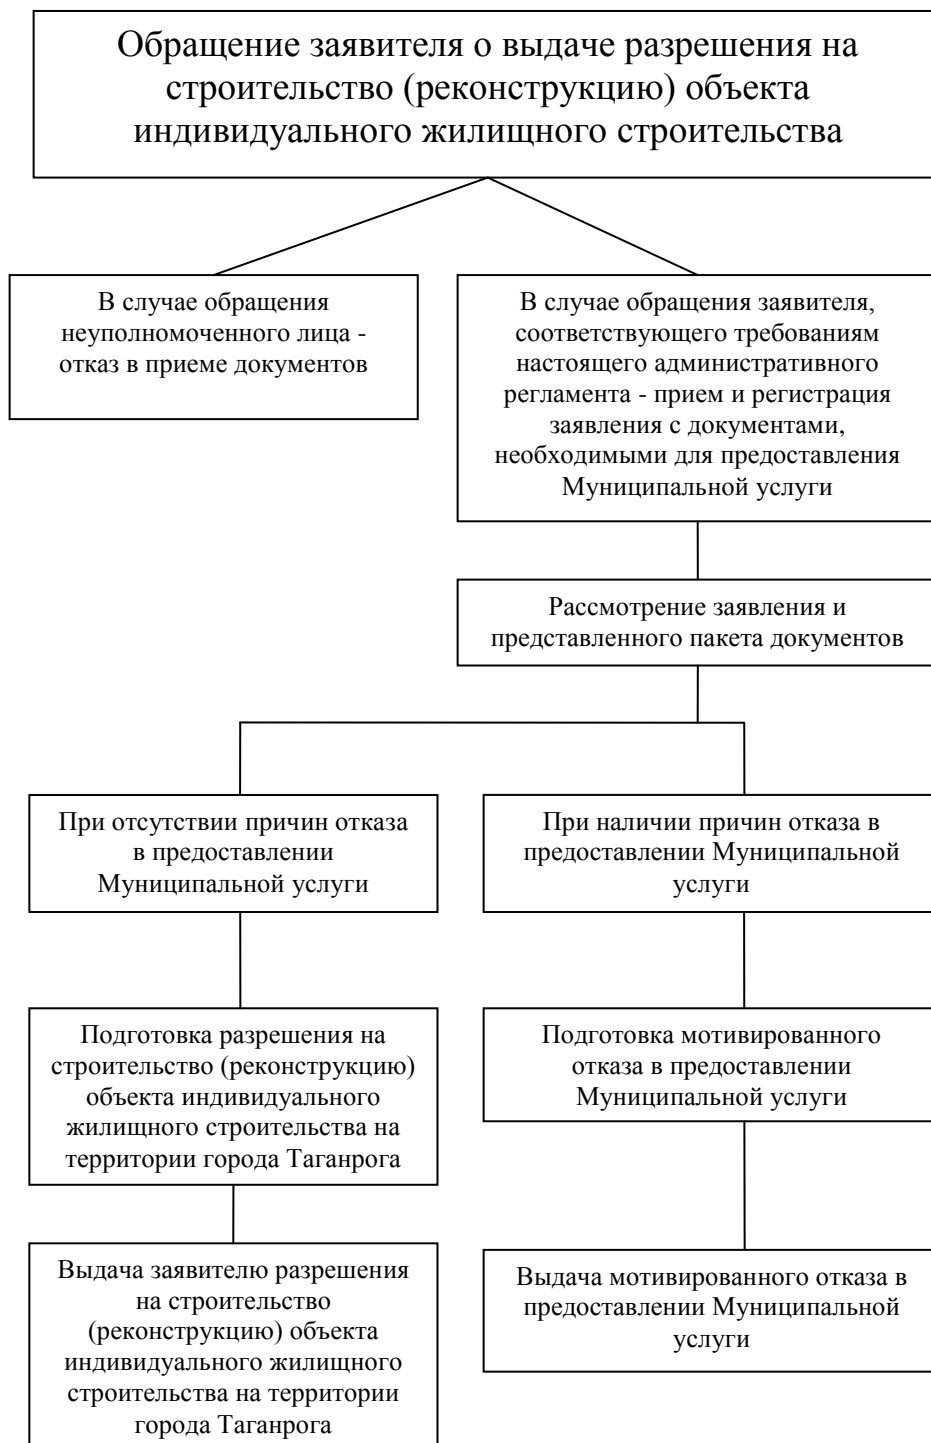 Обращение заявителя о выдаче разрешения на
строительство (реконструкцию) объекта
индивидуального жилищного строительства
В случае обращения
неуполномоченного лица -
отказ в приеме документов
В случае обращения заявителя,
соответствующего требованиям
настоящего административного
регламента - прием и регистрация
заявления с документами,
необходимыми для предоставления
Муниципальной услуги
Рассмотрение заявления и
представленного пакета документов
При отсутствии причин отказа
в предоставлении
Муниципальной услуги
При наличии причин отказа в
предоставлении Муниципальной
услуги
Подготовка разрешения на
строительство (реконструкцию)
объекта индивидуального
жилищного строительства на
территории города Таганрога
Подготовка мотивированного
отказа в предоставлении
Муниципальной услуги
Выдача заявителю разрешения
на строительство
(реконструкцию) объекта
индивидуального жилищного
строительства на территории
города Таганрога
Выдача мотивированного отказа в
предоставлении Муниципальной
услуги